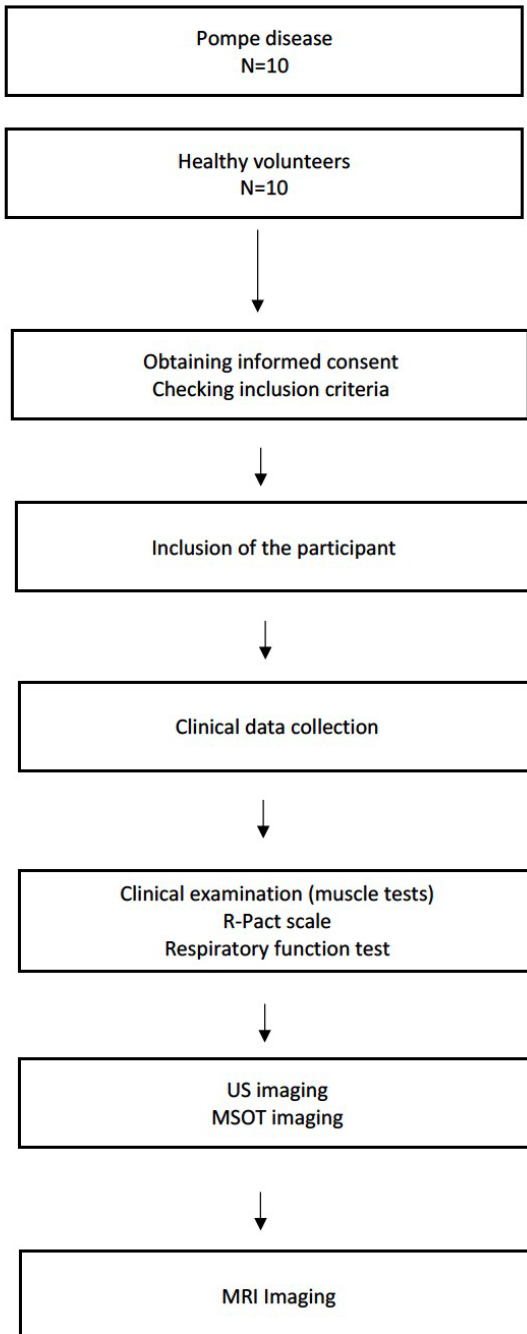 Pompe disease
N=10
Healthy volunteers
N=10
Obtaining informed consent
Checking inclusion criteria
Inclusion of the participant
Clinical data collection
Clinical examination (muscle tests)
R-Pact scale
Respiratory function test
US imaging
MSOT imaging
MRI Imaging